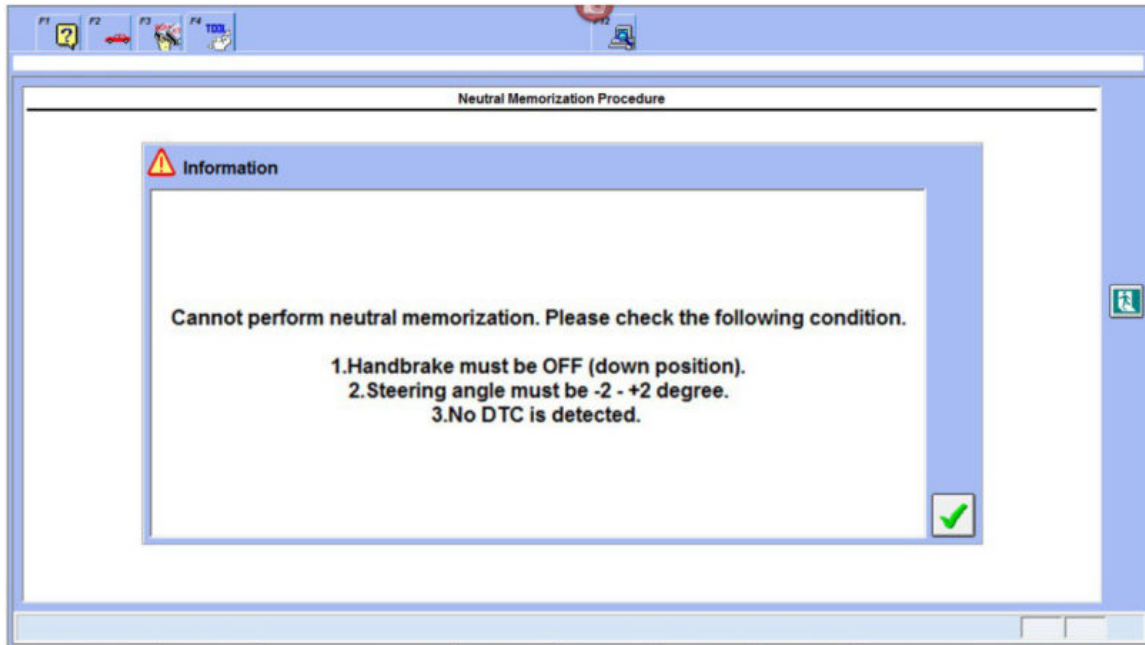 F1 F2 F3 F4 TOOL F12
Neutral Memorization Procedure
Information
Cannot perform neutral memorization. Please check the following condition.
1.Handbrake must be OFF (down position).
2.Steering angle must be -2 - +2 degree.
3.No DTC is detected.